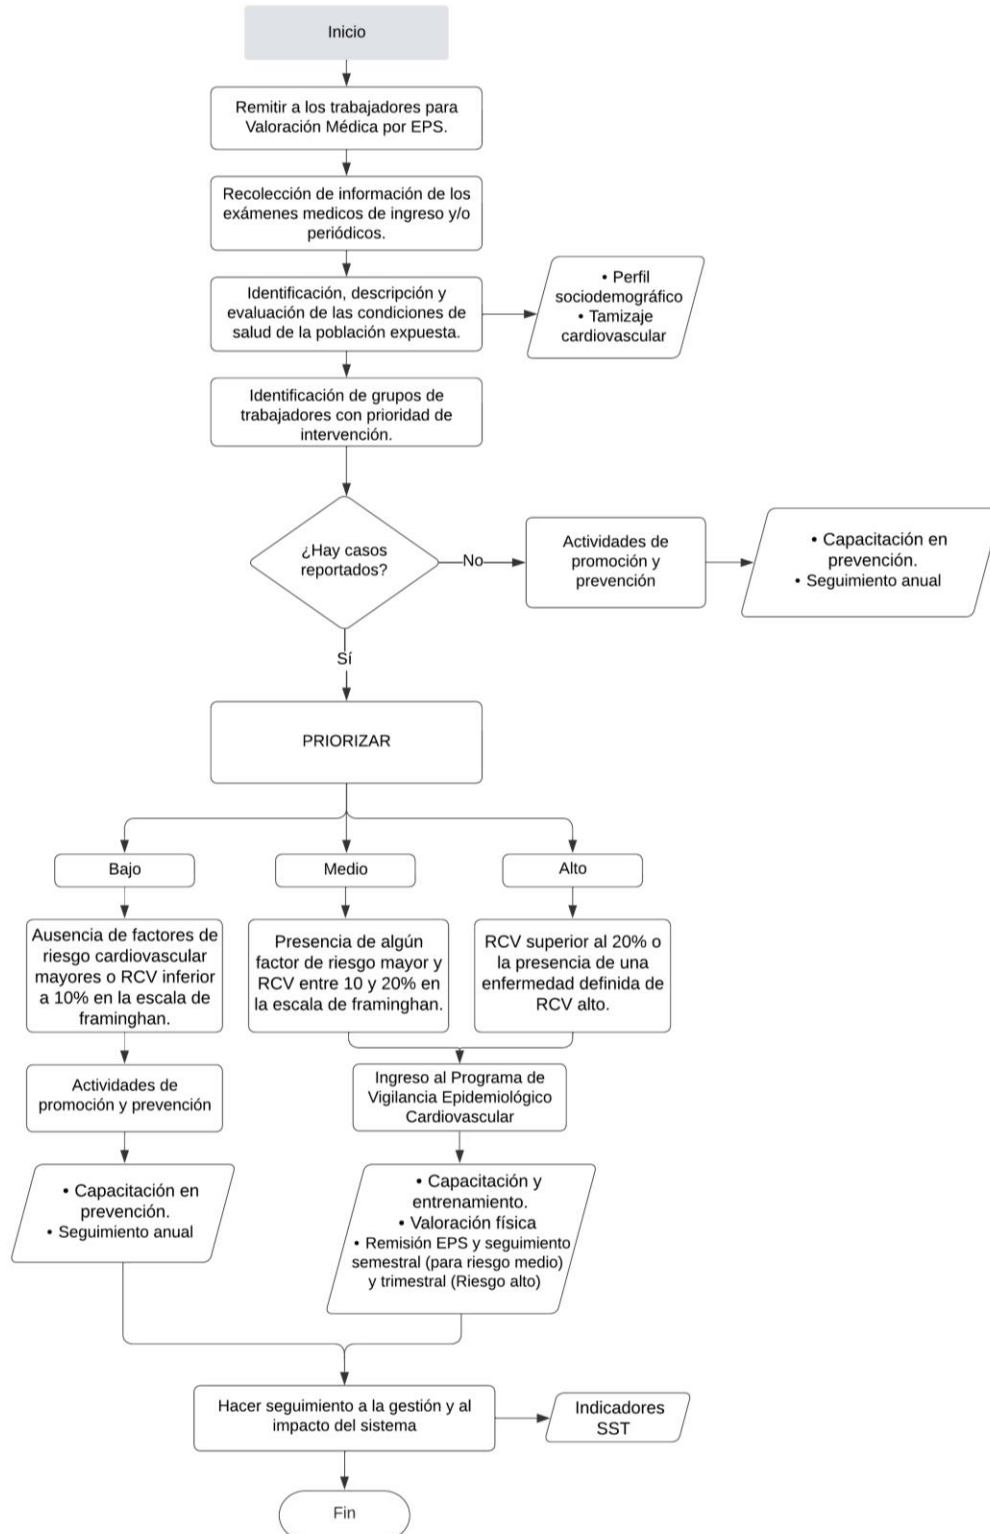 Inicio
Remitir a los trabajadores para
Valoración Médica por EPS.
Recolección de información de los
exámenes medicos de ingreso y/o
periódicos.
Identificación, descripción y
evaluación de las condiciones de
salud de la población expuesta.
• Perfil
sociodemográfico
• Tamizaje
cardiovascular
Identificación de grupos de
trabajadores con prioridad de
intervención.
¿Hay casos
reportados?
No
Actividades de
promoción y
prevención
• Capacitación en
prevención.
• Seguimiento anual
Sí
PRIORIZAR
Bajo
Medio
Alto
Ausencia de factores de
riesgo cardiovascular
mayores o RCV inferior
a 10% en la escala de
framinghan.
Presencia de algún
factor de riesgo mayor y
RCV entre 10 y 20% en
la escala de framinghan.
RCV superior al 20% o
la presencia de una
enfermedad definida de
RCV alto.
Actividades de
promoción y prevención
Ingreso al Programa de
Vigilancia Epidemiológico
Cardiovascular
• Capacitación en
prevención.
• Seguimiento anual
• Capacitación y
entrenamiento.
• Valoración física
• Remisión EPS y seguimiento
semestral (para riesgo medio)
y trimestral (Riesgo alto)
Hacer seguimiento a la gestión y al
impacto del sistema
Indicadores
SST
Fin